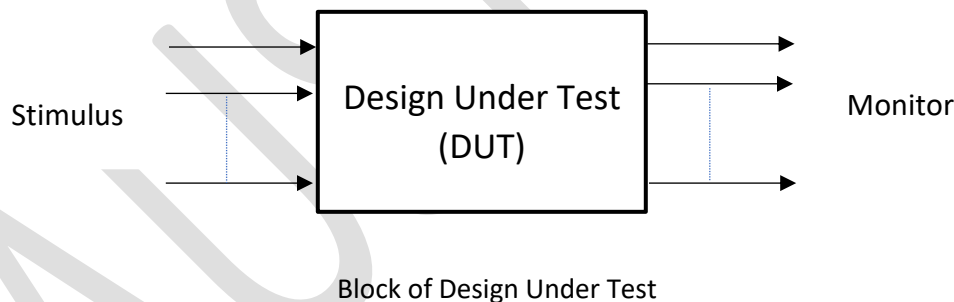 Stimulus
Design Under Test
(DUT)
Monitor
Block of Design Under Test